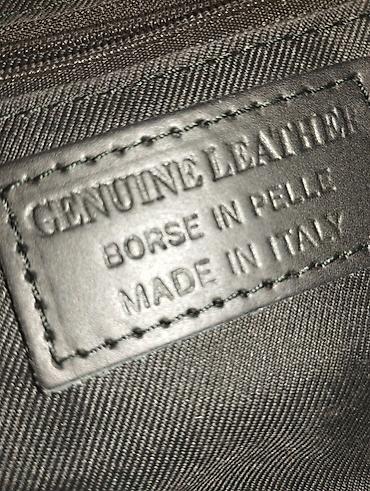 GENUINE LEATHER
BORSE IN PELLE
MADE IN ITALY